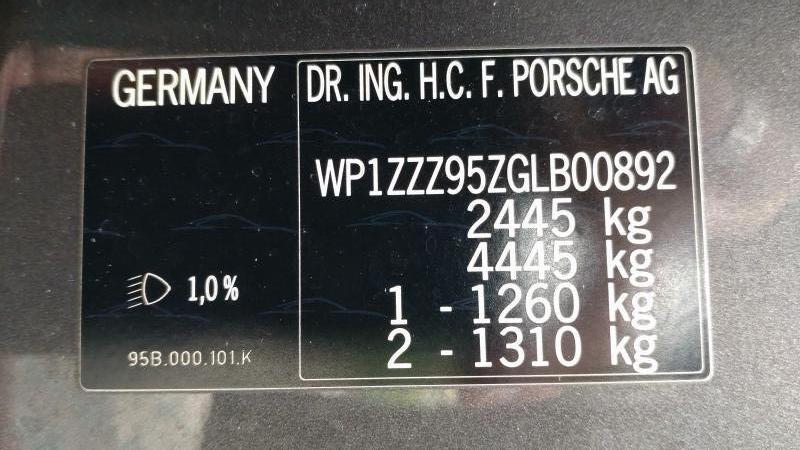 GERMANY
DR. ING. H.C. F. PORSCHE AG
WP1ZZZ95ZGLB00892
2445 kg
4445 kg
1 - 1260 kg
2 - 1310 kg
1,0 %
95B.000.101.K